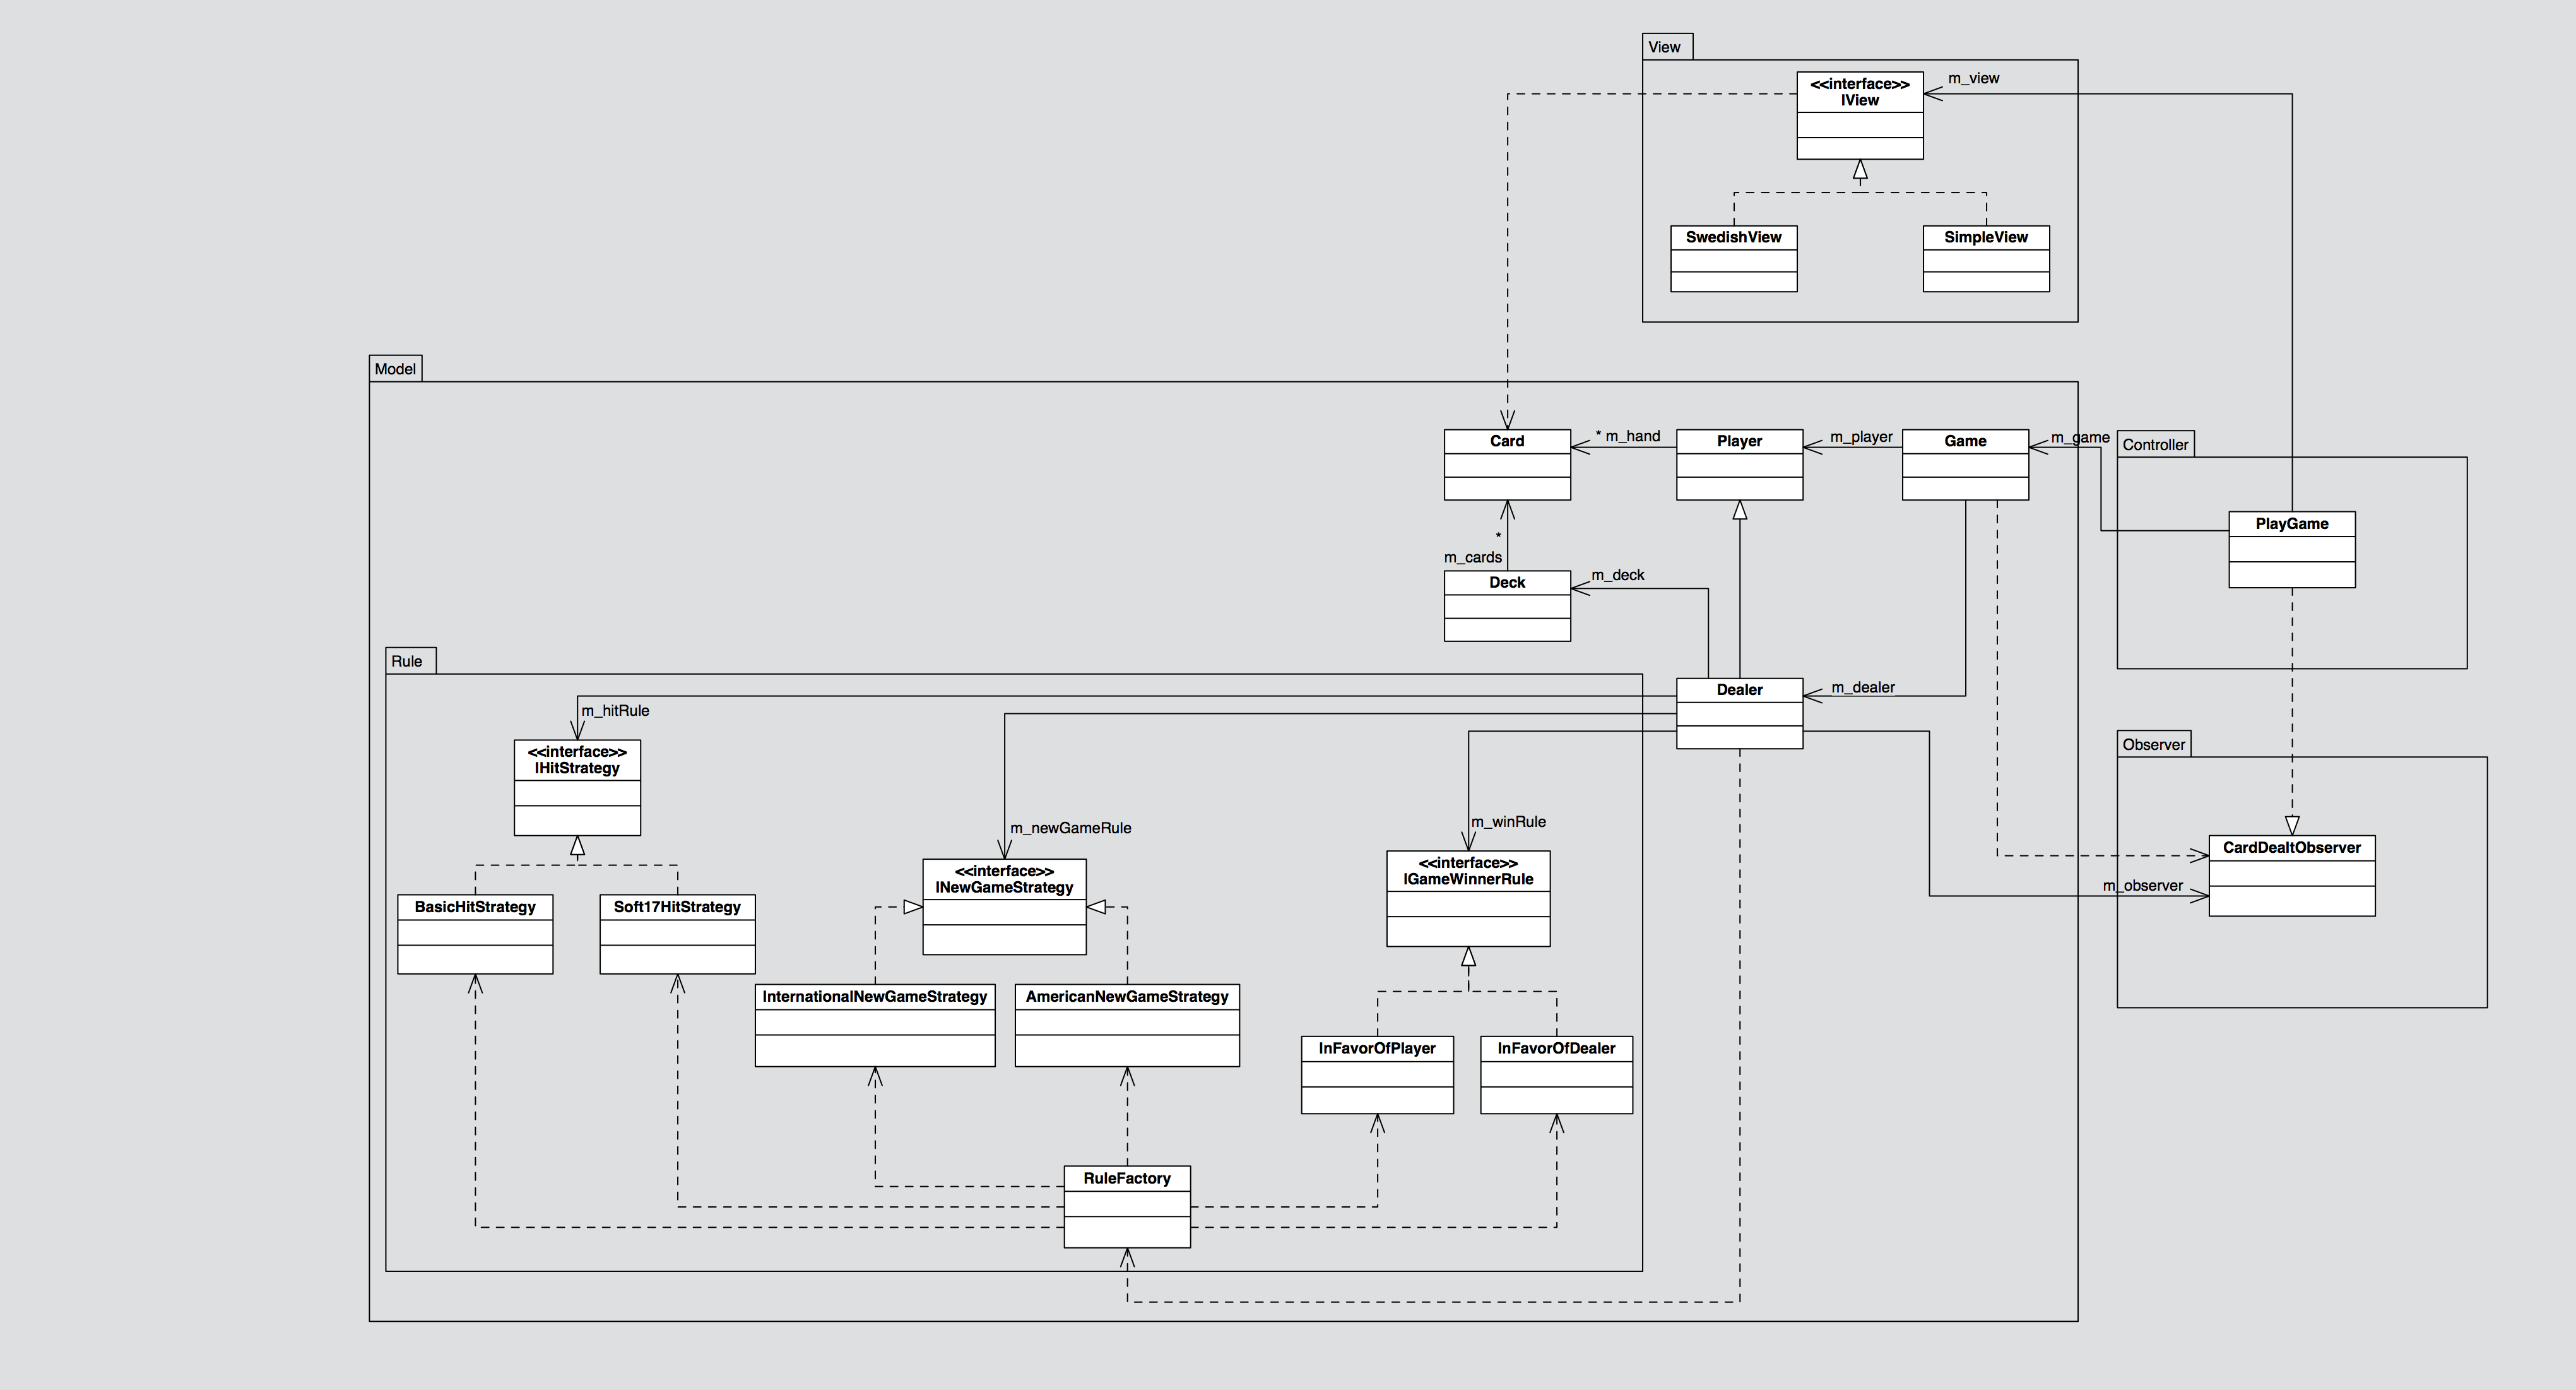 View
<<interface>>
IView
m_view
SwedishView
SimpleView
Model
Card
* m_hand
Player
m_player
Game
m_game
Controller
PlayGame
*
m_cards
Deck
m_deck
Rule
Dealer
m_dealer
m_hitRule
<<interface>>
IHitStrategy
Observer
m_newGameRule
m_winRule
<<interface>>
INewGameStrategy
<<interface>>
IGameWinnerRule
CardDealtObserver
m_observer
BasicHitStrategy
Soft17HitStrategy
InternationalNewGameStrategy
AmericanNewGameStrategy
InFavorOfPlayer
InFavorOfDealer
RuleFactory